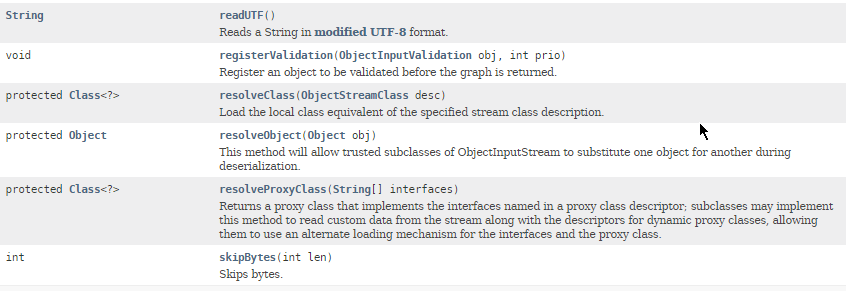 String readUTF()
Reads a String in modified UTF-8 format.
void registerValidation(ObjectInputValidation obj, int prio)
Register an object to be validated before the graph is returned.
protected Class<?> resolveClass(ObjectStreamClass desc)
Load the local class equivalent of the specified stream class description.
protected Object resolveObject(Object obj)
This method will allow trusted subclasses of ObjectInputStream to substitute one object for another during
deserialization.
protected Class<?> resolveProxyClass(String[] interfaces)
Returns a proxy class that implements the interfaces named in a proxy class descriptor; subclasses may implement
this method to read custom data from the stream along with the descriptors for dynamic proxy classes, allowing
them to use an alternate loading mechanism for the interfaces and the proxy class.
int skipBytes(int len)
Skips bytes.